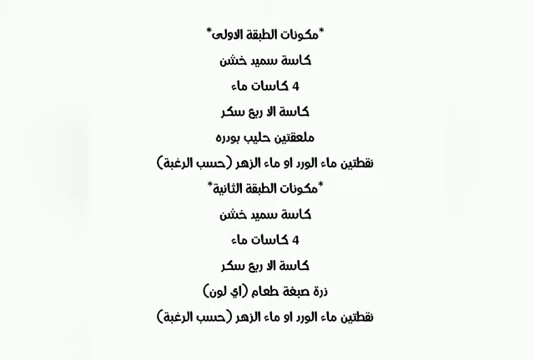 *مكونات الطبقة الاولى*
كاسة سميد خشن
4 كاسات ماء
كاسة الا ربع سكر
ملعقتين حليب بودره
نقطتين ماء الورد او ماء الزهر (حسب الرغبة)
*مكونات الطبقة الثانية*
كاسة سميد خشن
4 كاسات ماء
كاسة الا ربع سكر
ذرة صبغة طعام (اي لون)
نقطتين ماء الورد او ماء الزهر (حسب الرغبة)